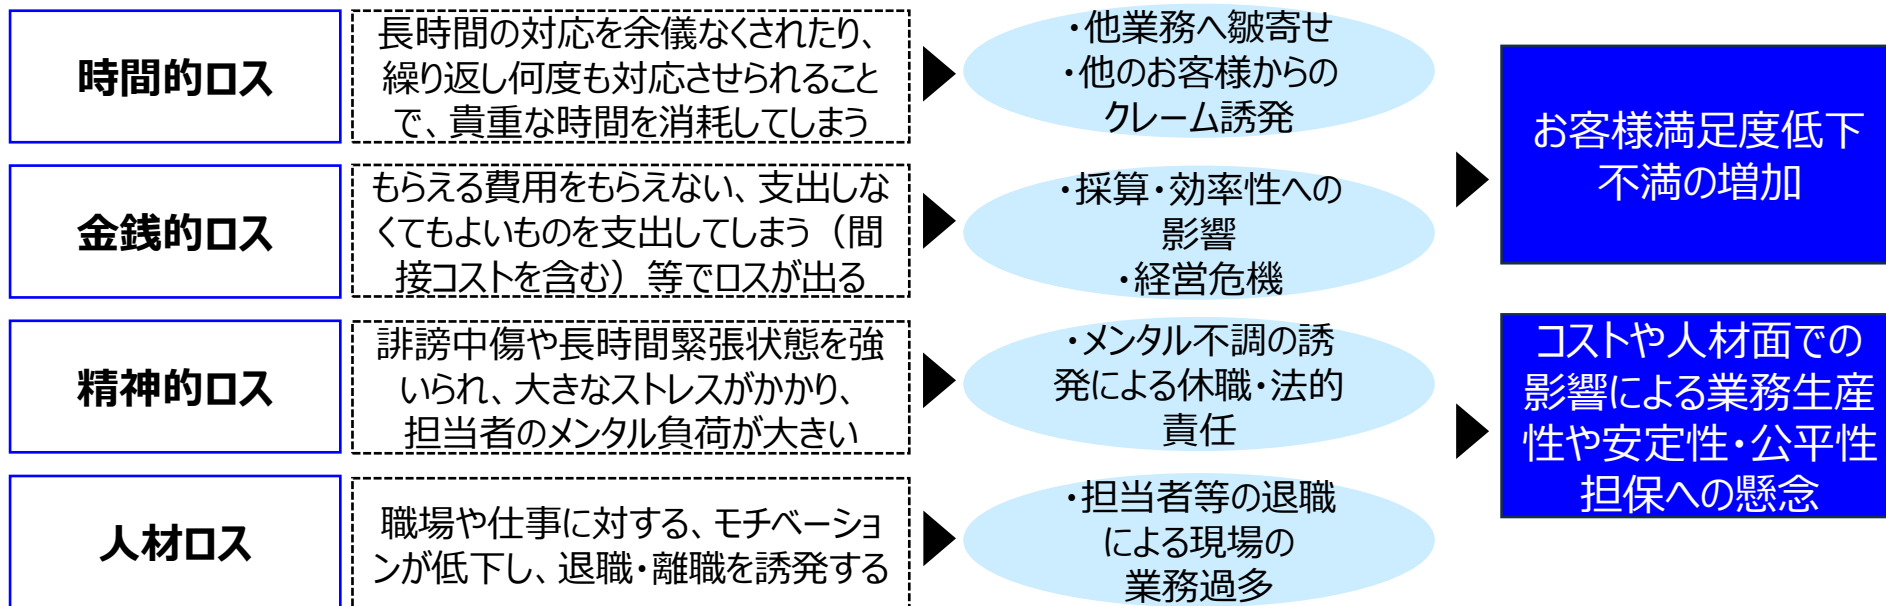 時間的ロス
長時間の対応を余儀なくされたり、
繰り返し何度も対応させられること
で、貴重な時間を消耗してしまう
・他業務へ皺寄せ
・他のお客様からの
クレーム誘発
金銭的ロス
もらえる費用をもらえない、支出しな
くてもよいものを支出してしまう（間
接コストを含む）等でロスが出る
・採算・効率性への
影響
・経営危機
精神的ロス
誹謗中傷や長時間緊張状態を強
いられ、大きなストレスがかかり、
担当者のメンタル負荷が大きい
・メンタル不調の誘
発による休職・法的
責任
人材ロス
職場や仕事に対する、モチベーショ
ンが低下し、退職・離職を誘発する
・担当者等の退職
による現場の
業務過多
お客様満足度低下
不満の増加
コストや人材面での
影響による業務生産
性や安定性・公平性
担保への懸念